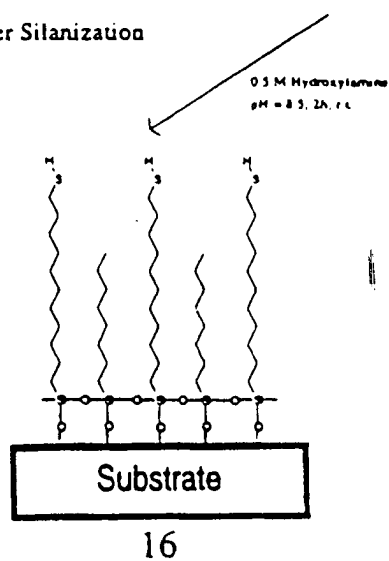 er Silanization
0.5 M Hydroxylamine
pH = 8.5, 2h, r.t.
H H H
S S S
Substrate
16